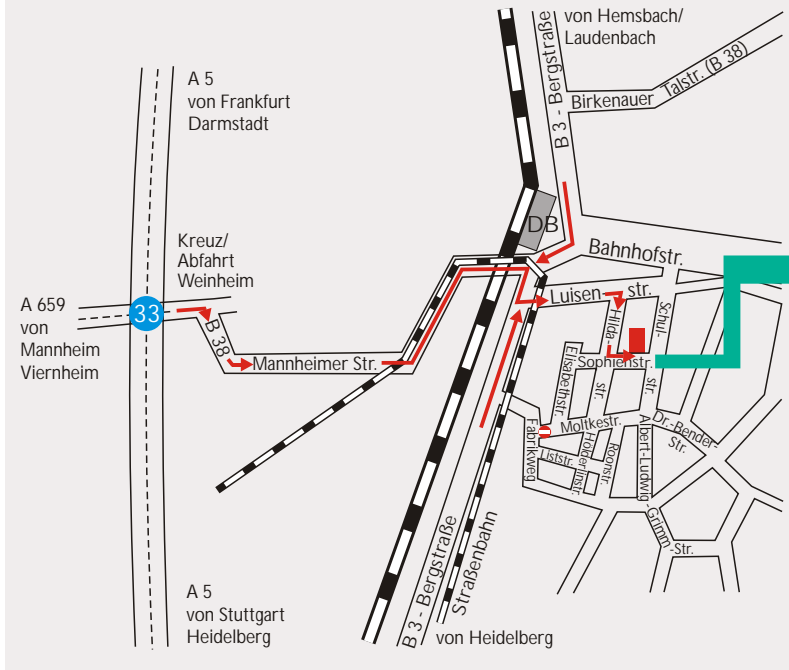 von Hemsbach/
Laudenbach
A 5
von Frankfurt
Darmstadt
B 3 - Bergstraße
Birkenauer Talstr. (B 38)
DB
Bahnhofstr.
Kreuz/
Abfahrt
Weinheim
A 659
von
Mannheim
Viernheim
33
B 38
Mannheimer Str.
Luisen - str.
Hilda-
str.
Schul-
str.
Sophienstr.
Elisabethstr.
Moltkestr.
Dr.-Bender-
Str.
Fabrikweg
Liststr.
Hölderlinstr.
Roonstr.
Albert-Ludwig-Grimm-Str.
A 5
von Stuttgart
Heidelberg
B 3 - Bergstraße
Straßenbahn
von Heidelberg